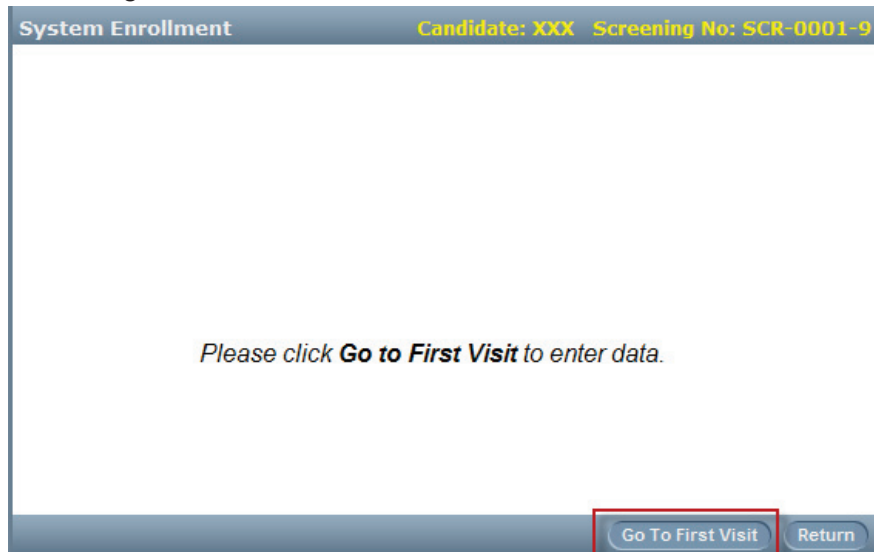 System Enrollment Candidate: XXX Screening No: SCR-0001-9
Please click Go to First Visit to enter data.
Go To First Visit Return